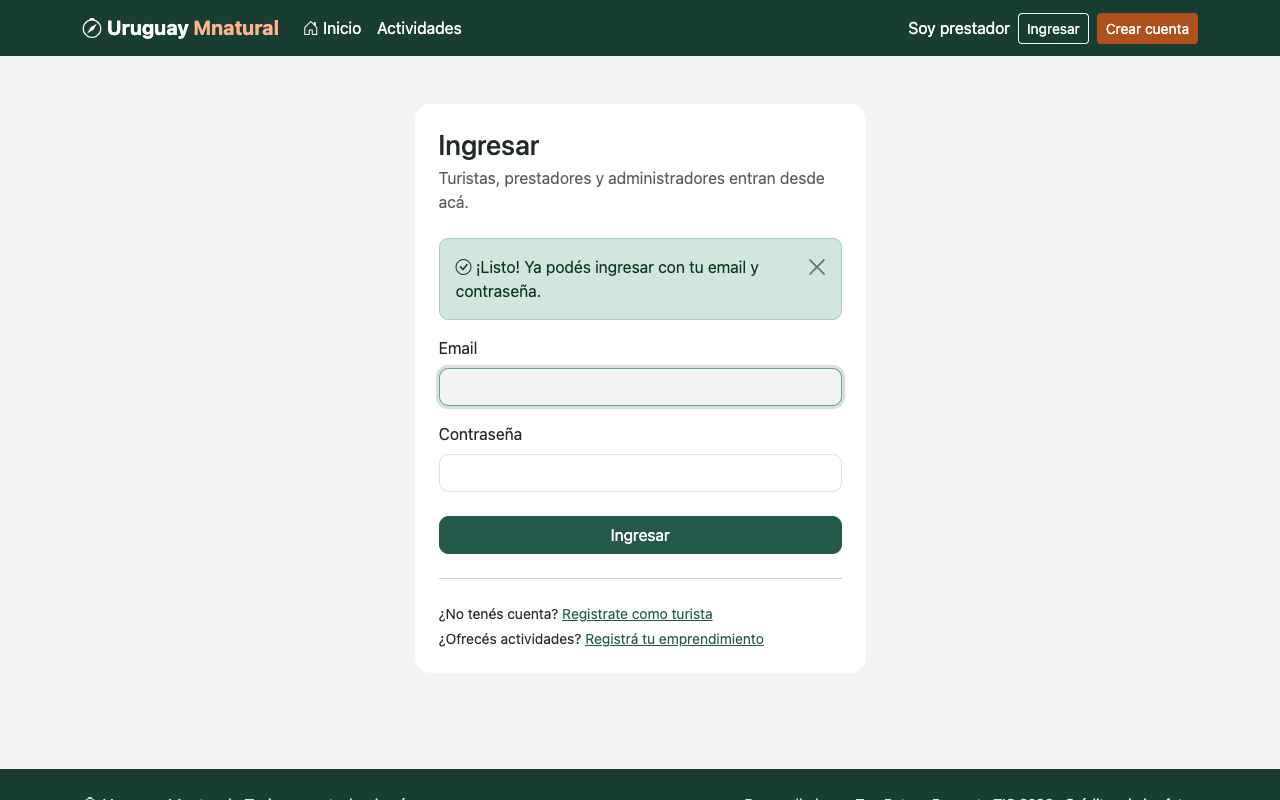 Uruguay Mnatural Inicio Actividades Soy prestador Ingresar Crear cuenta
Ingresar
Turistas, prestadores y administradores entran desde
acá.
¡Listo! Ya podés ingresar con tu email y
contraseña.
Email
Contraseña
Ingresar
¿No tenés cuenta? Registrate como turista
¿Ofrecés actividades? Registrá tu emprendimiento